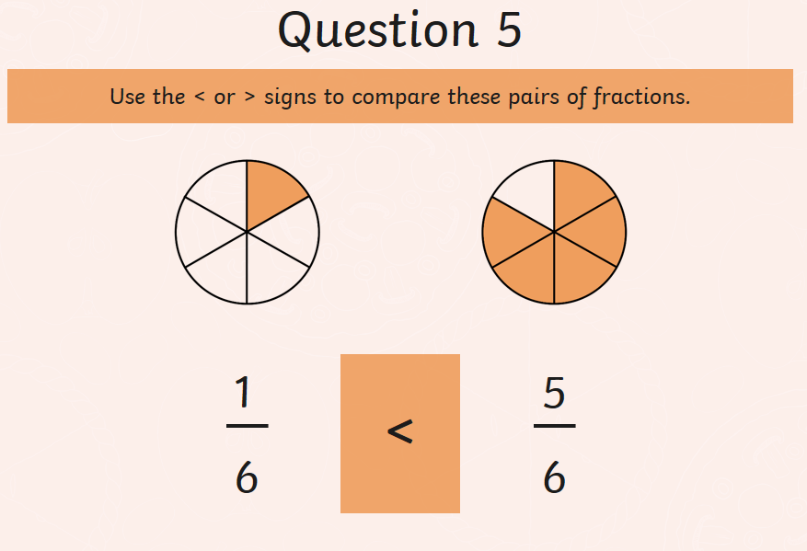 Question 5
Use the < or > signs to compare these pairs of fractions.
1 < 5
6 6